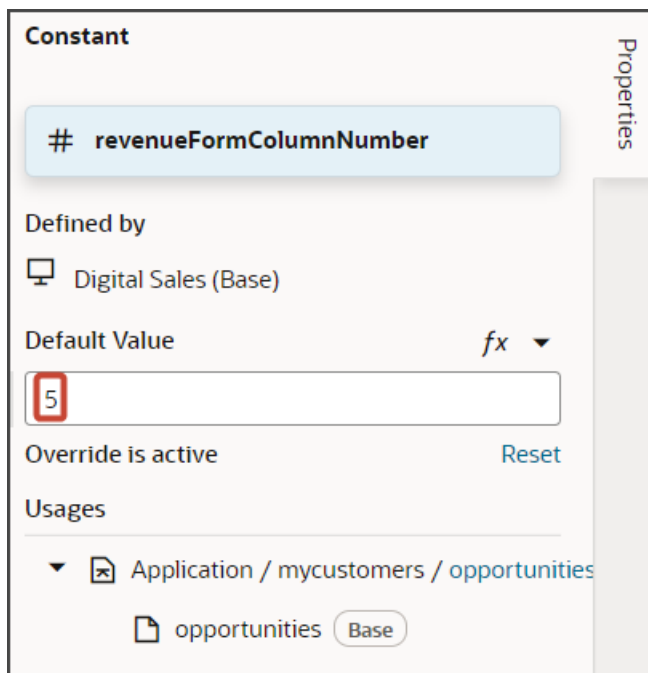 Constant
Properties
# revenueFormColumnNumber
Defined by
Digital Sales (Base)
Default Value fx
5
Override is active Reset
Usages
Application / mycustomers / opportunities
opportunities Base